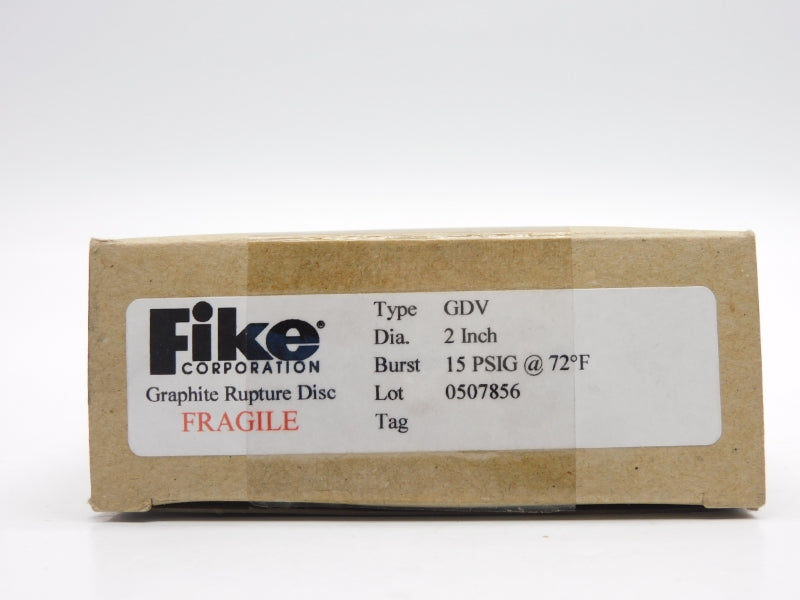 Fike®
CORPORATION
Graphite Rupture Disc
FRAGILE
Type GDV
Dia. 2 Inch
Burst 15 PSIG @ 72°F
Lot 0507856
Tag